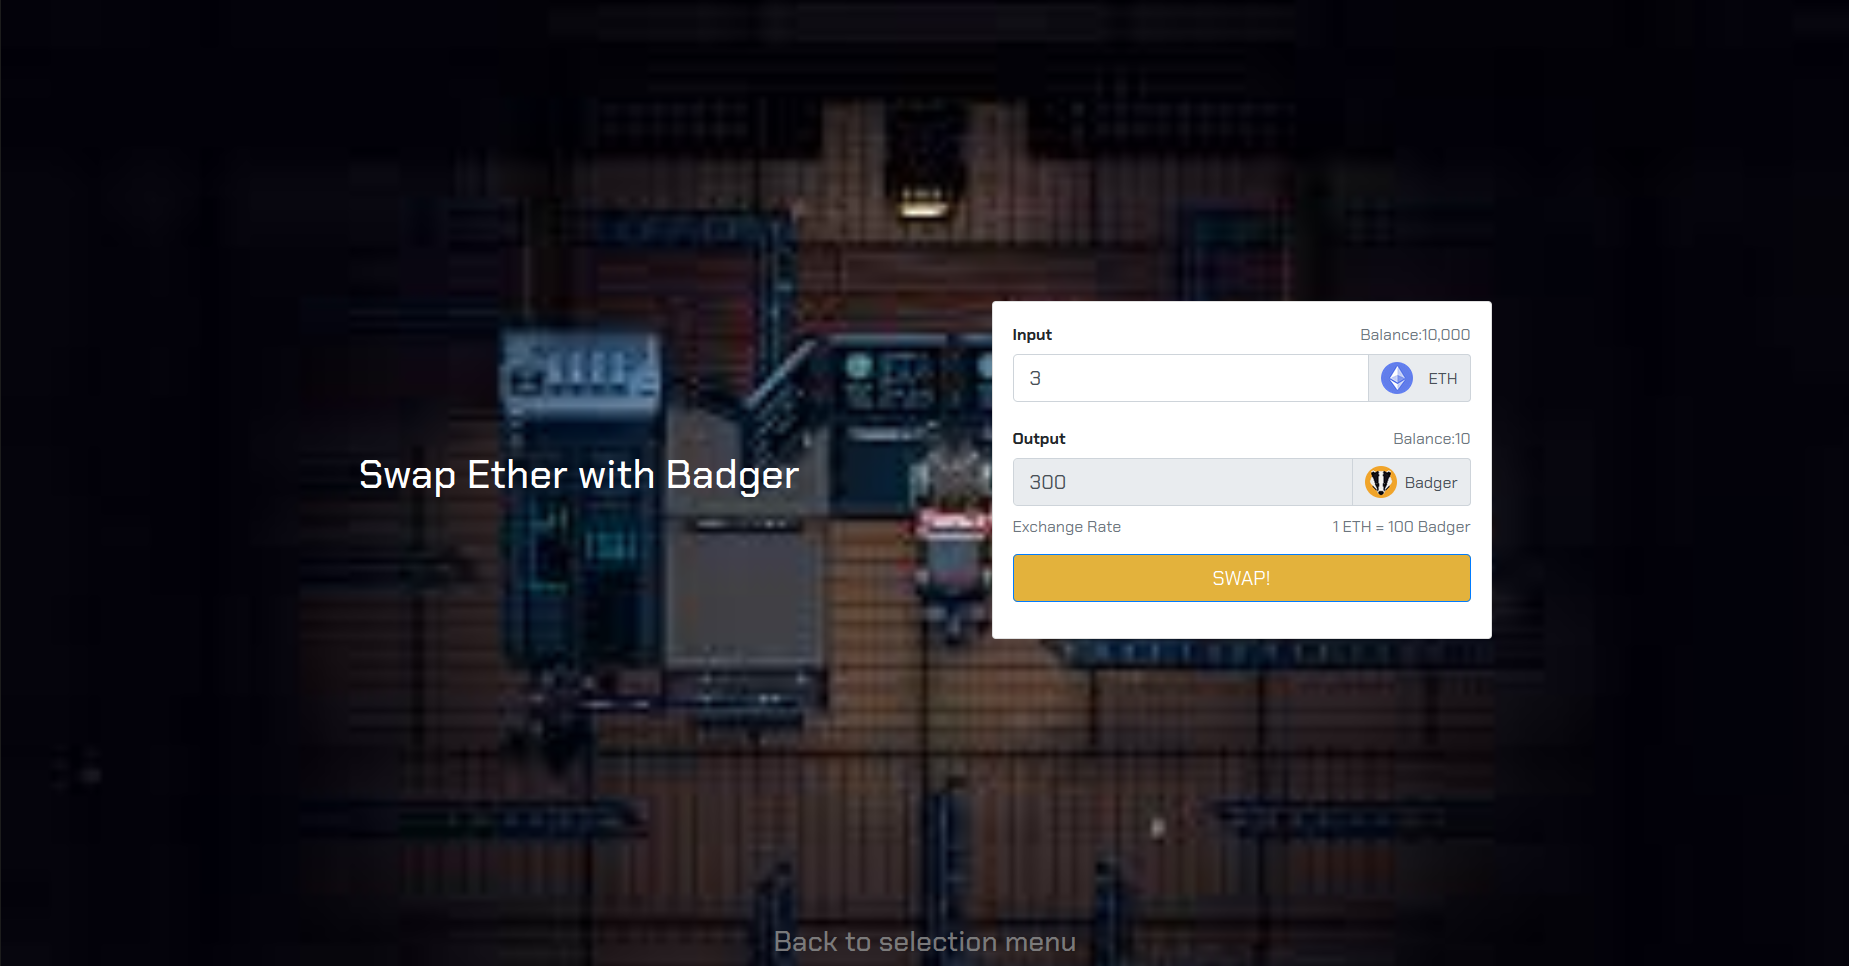 Swap Ether with Badger
Input
Balance:10,000
3
ETH
Output
Balance:10
300
Badger
Exchange Rate
1 ETH = 100 Badger
SWAP!
Back to selection menu